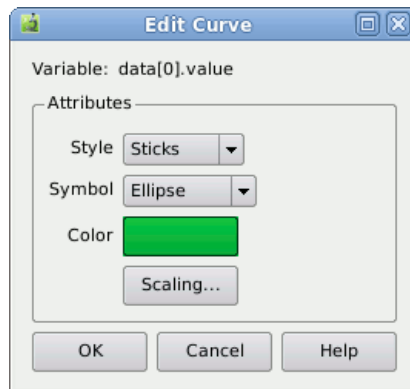 Edit Curve
Variable: data[0].value
Attributes
Style Sticks
Symbol Ellipse
Color
Scaling...
OK Cancel Help